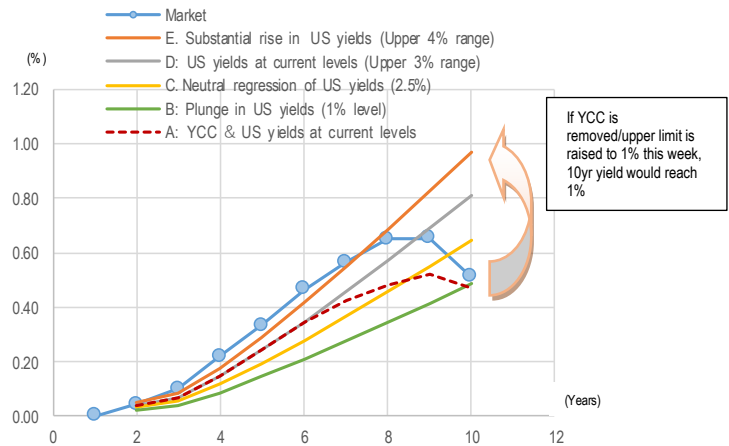 Market
E. Substantial rise in US yields (Upper 4% range)
D: US yields at current levels (Upper 3% range)
C. Neutral regression of US yields (2.5%)
B: Plunge in US yields (1% level)
A: YCC & US yields at current levels
(%)
1.20
1.00
0.80
0.60
0.40
0.20
0.00
0 2 4 6 8 10 12
(Years)
If YCC is
removed/upper limit is
raised to 1% this week,
10yr yield would reach
1%